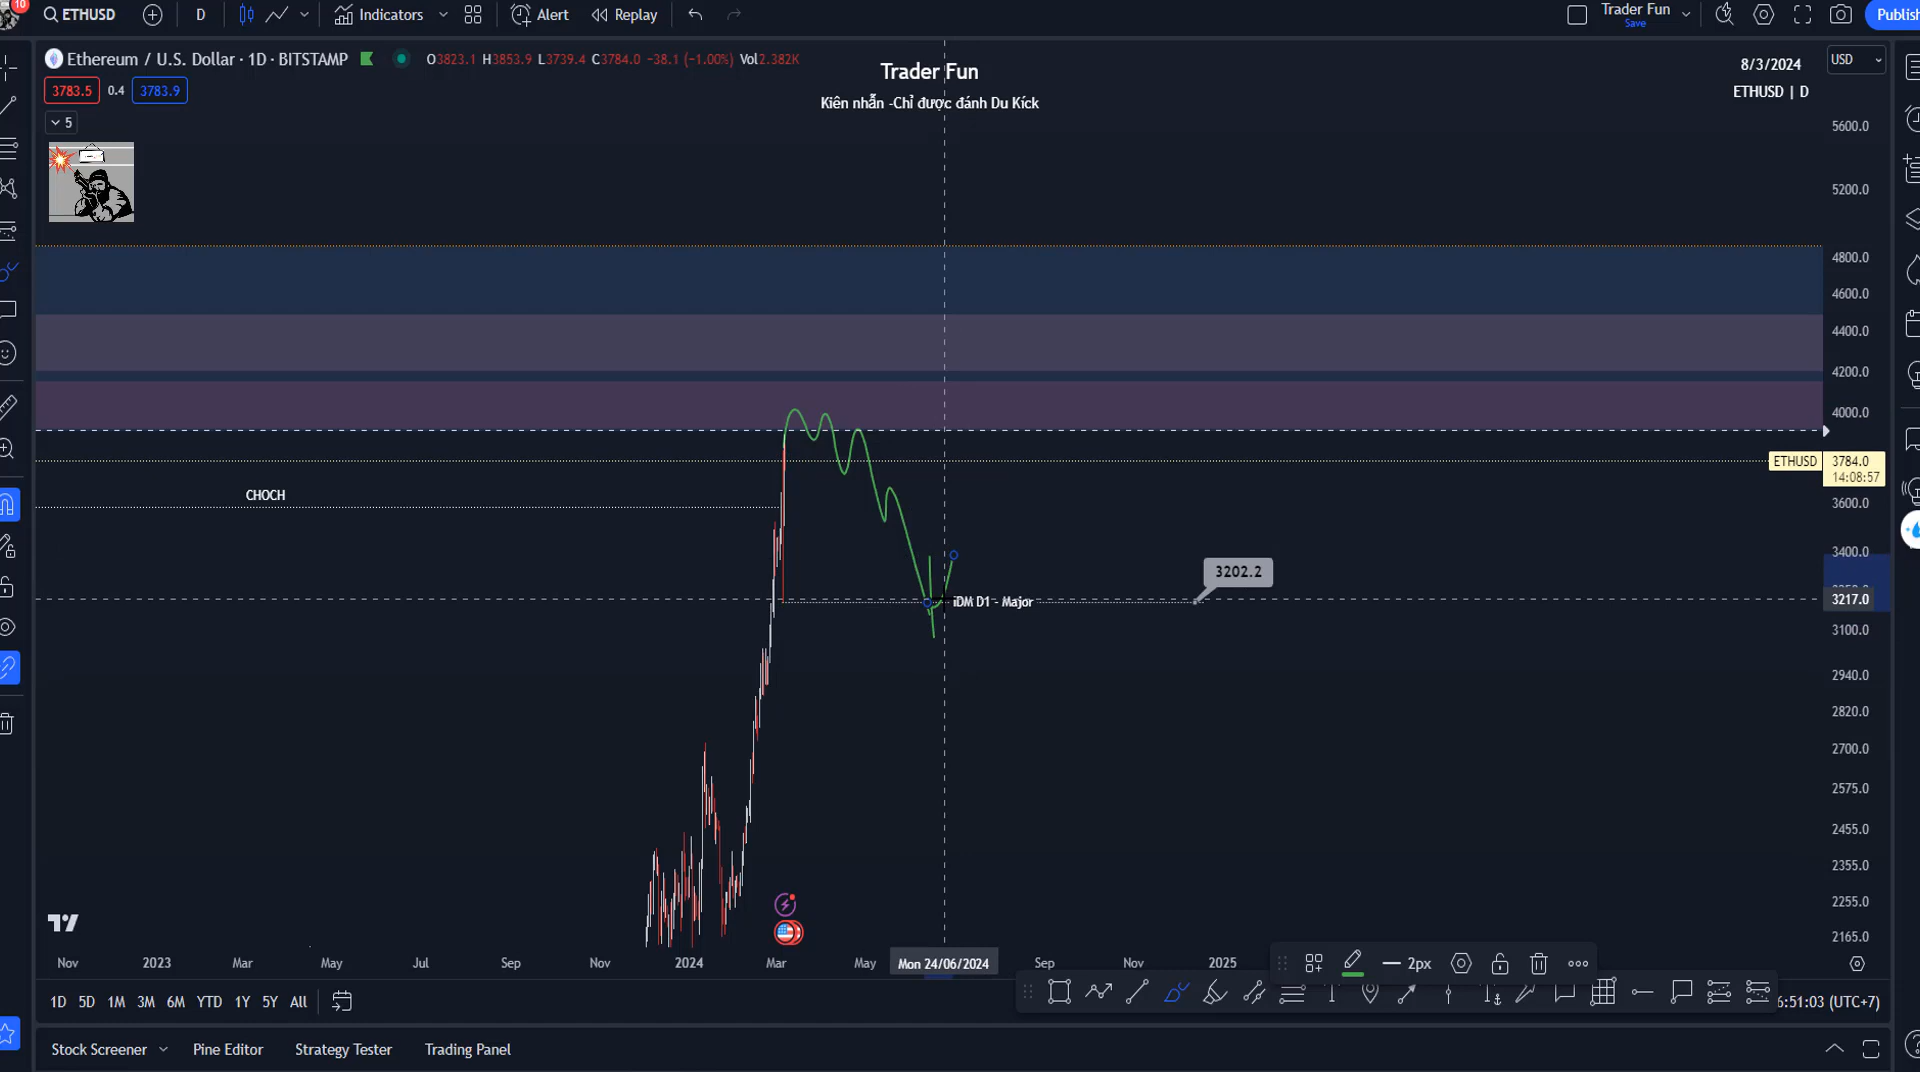 10
ETHUSD
D
Indicators
Alert
Replay
Trader Fun
Save
Publish
Ethereum / U.S. Dollar · 1D · BITSTAMP
O3823.1 H3853.9 L3739.4 C3784.0 -38.1 (-1.00%) Vol2.382K
3783.5
0.4
3783.9
5
Trader Fun
Kiên nhẫn -Chỉ được đánh Du Kích
8/3/2024
ETHUSD | D
USD
5600.0
5200.0
4800.0
4600.0
4400.0
4200.0
4000.0
ETHUSD
3784.0
14:08:57
3600.0
3400.0
3217.0
3100.0
2940.0
2820.0
2700.0
2575.0
2455.0
2355.0
2255.0
2165.0
CHOCH
3202.2
iDM D1 - Major
Nov
2023
Mar
May
Jul
Sep
Nov
2024
Mar
May
Mon 24/06/2024
Sep
Nov
2025
2px
1D
5D
1M
3M
6M
YTD
1Y
5Y
All
6:51:03 (UTC+7)
Stock Screener
Pine Editor
Strategy Tester
Trading Panel